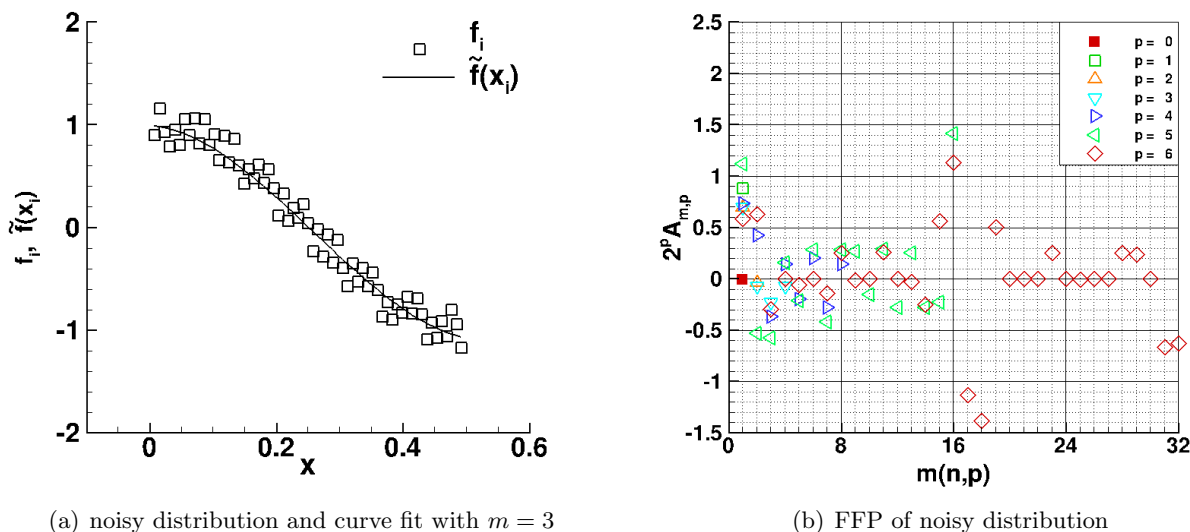 2
1
0
-1
-2
0
0.2
0.4
0.6
x
f_i, f̃(x_i)
f_i
f̃(x_i)
(a) noisy distribution and curve fit with m = 3
2.5
2
1.5
1
0.5
0
-0.5
-1
-1.5
0
8
16
24
32
m(n,p)
2^p A_{m,p}
p = 0
p = 1
p = 2
p = 3
p = 4
p = 5
p = 6
(b) FFP of noisy distribution